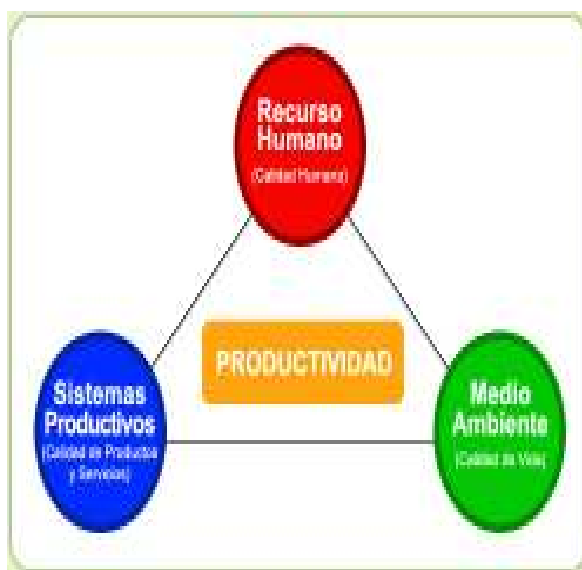 Recurso
Humano
(Calidad Humana)
PRODUCTIVIDAD
Sistemas
Productivos
(Calidad de Productos
y Servicios)
Medio
Ambiente
(Calidad de Vida)